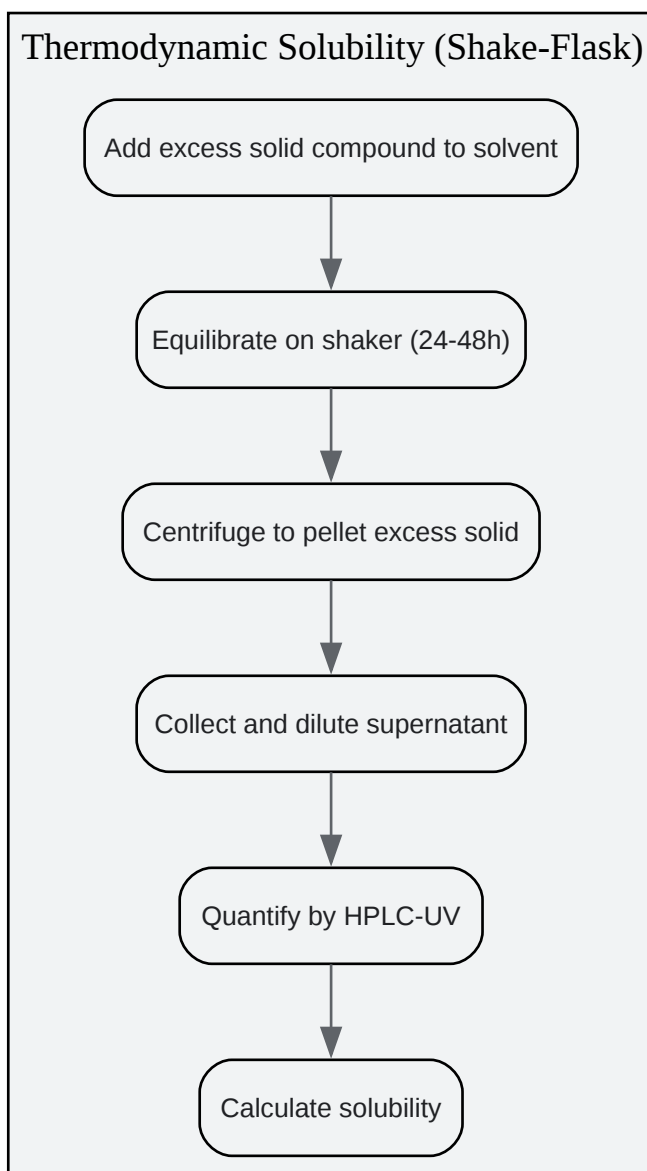 Thermodynamic Solubility (Shake-Flask)
Add excess solid compound to solvent
Equilibrate on shaker (24-48h)
Centrifuge to pellet excess solid
Collect and dilute supernatant
Quantify by HPLC-UV
Calculate solubility